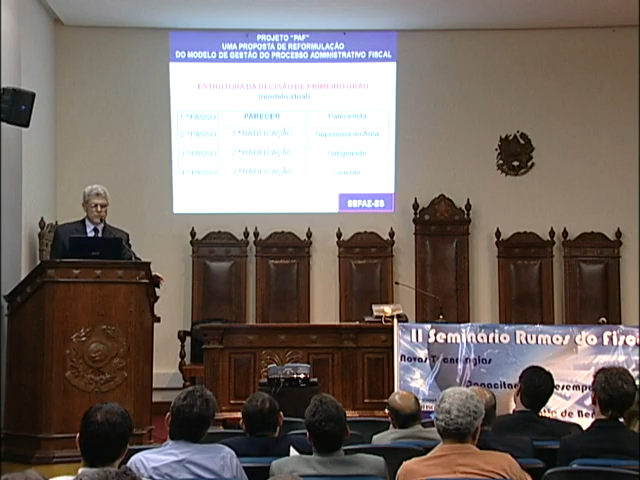 PROJETO "PAF"
UMA PROPOSTA DE REFORMULAÇÃO
DO MODELO DE GESTÃO DO PROCESSO ADMINISTRATIVO FISCAL
ESTRUTURA DA DECISÃO DE PRIMEIRO GRAU
(modelo atual)
1.º PASSO PARECER Parecerista
2.º PASSO 1.ª RATIFICAÇÃO Supervisor de Área
3.º PASSO 2.ª RATIFICAÇÃO
4.º PASSO 3.ª RATIFICAÇÃO
SEFAZ-ES
II Seminário Rumos do Fisc
Novas Tecnologias